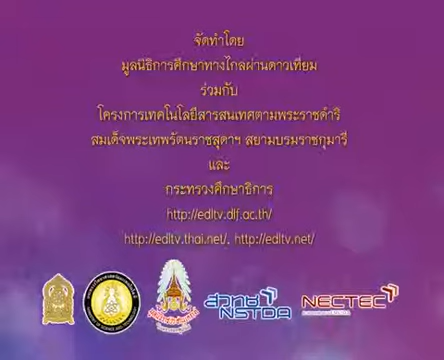 จัดทำโดย
มูลนิธิการศึกษาทางไกลผ่านดาวเทียม
ร่วมกับ
โครงการเทคโนโลยีสารสนเทศตามพระราชดำริ
สมเด็จพระเทพรัตนราชสุดาฯ สยามบรมราชกุมารี
และ
กระทรวงศึกษาธิการ
http://edltv.dlf.ac.th/
http://edltv.thai.net/, http://edltv.net/
สวทช
NSTDA
NECTEC